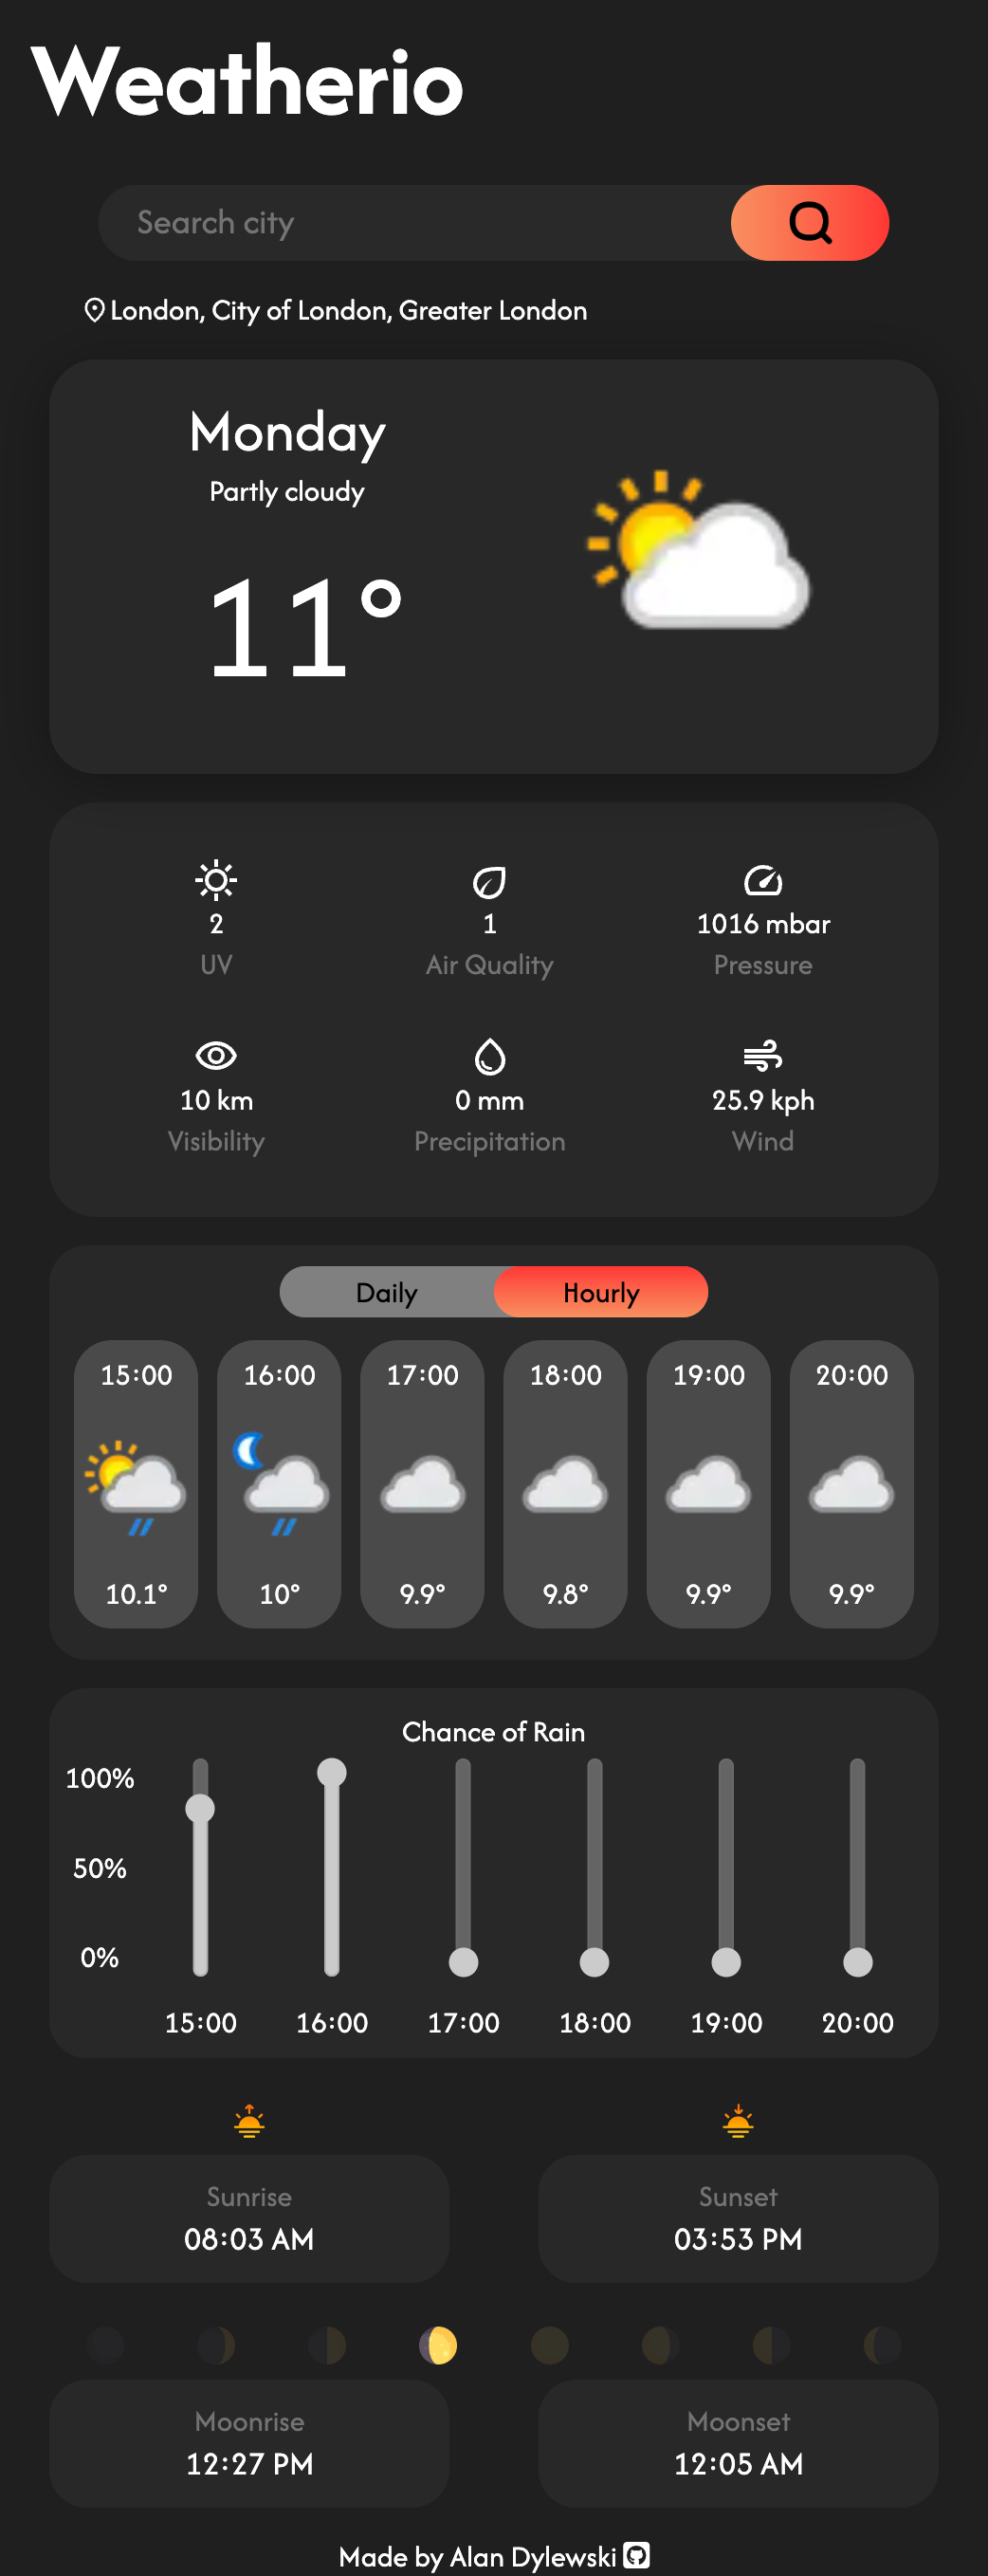 Weatherio
Search city
London, City of London, Greater London
Monday
Partly cloudy
11°
2 1 1016 mbar
UV Air Quality Pressure
10 km 0 mm 25.9 kph
Visibility Precipitation Wind
Daily Hourly
15:00 16:00 17:00 18:00 19:00 20:00
10.1° 10° 9.9° 9.8° 9.9° 9.9°
Chance of Rain
100%
50%
0%
15:00 16:00 17:00 18:00 19:00 20:00
Sunrise Sunset
08:03 AM 03:53 PM
Moonrise Moonset
12:27 PM 12:05 AM
Made by Alan Dylewski